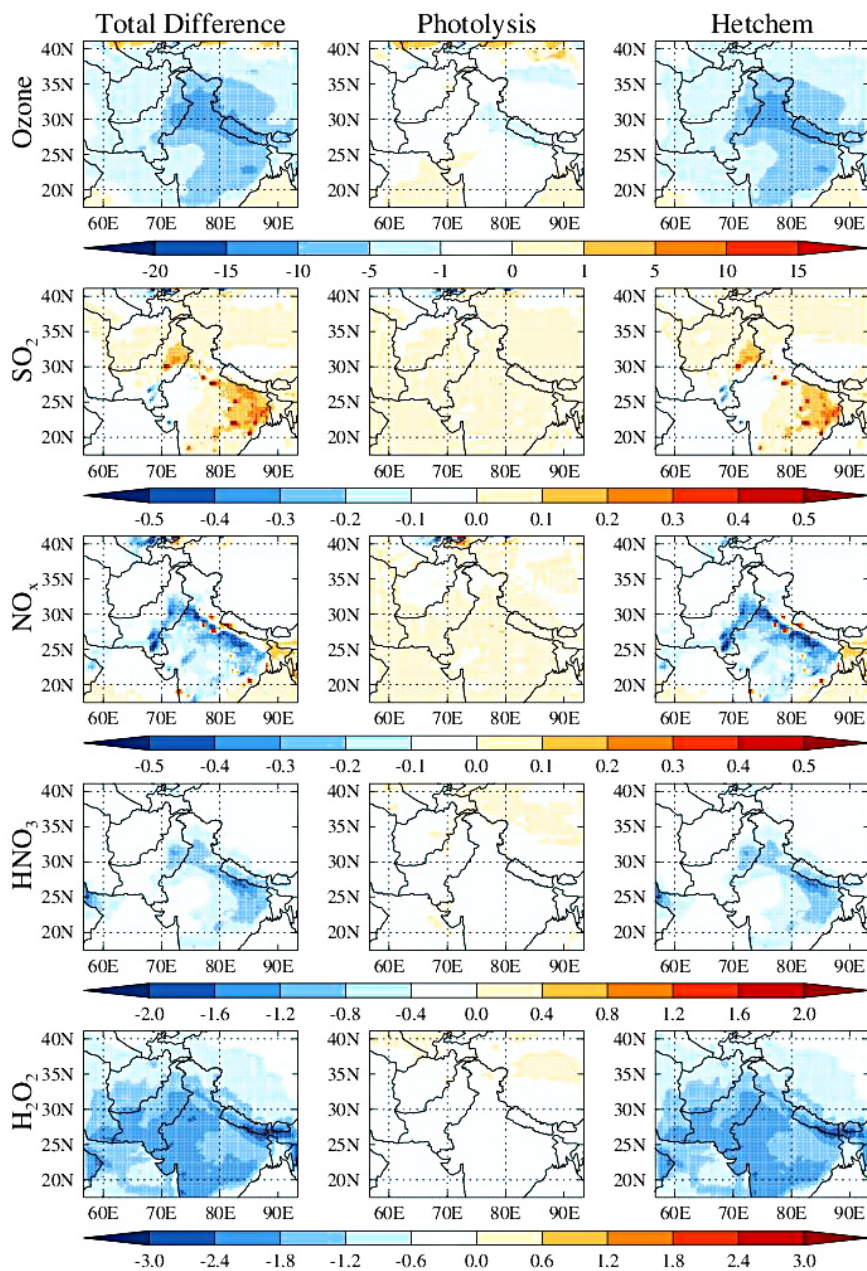 Total Difference Photolysis Hetchem
Ozone
40N
35N
30N
25N
20N
60E 70E 80E 90E 60E 70E 80E 90E 60E 70E 80E 90E
-20 -15 -10 -5 -1 0 1 5 10 15
SO2
40N
35N
30N
25N
20N
60E 70E 80E 90E 60E 70E 80E 90E 60E 70E 80E 90E
-0.5 -0.4 -0.3 -0.2 -0.1 0.0 0.1 0.2 0.3 0.4 0.5
NOx
40N
35N
30N
25N
20N
60E 70E 80E 90E 60E 70E 80E 90E 60E 70E 80E 90E
-0.5 -0.4 -0.3 -0.2 -0.1 0.0 0.1 0.2 0.3 0.4 0.5
HNO3
40N
35N
30N
25N
20N
60E 70E 80E 90E 60E 70E 80E 90E 60E 70E 80E 90E
-2.0 -1.6 -1.2 -0.8 -0.4 0.0 0.4 0.8 1.2 1.6 2.0
H2O2
40N
35N
30N
25N
20N
60E 70E 80E 90E 60E 70E 80E 90E 60E 70E 80E 90E
-3.0 -2.4 -1.8 -1.2 -0.6 0.0 0.6 1.2 1.8 2.4 3.0